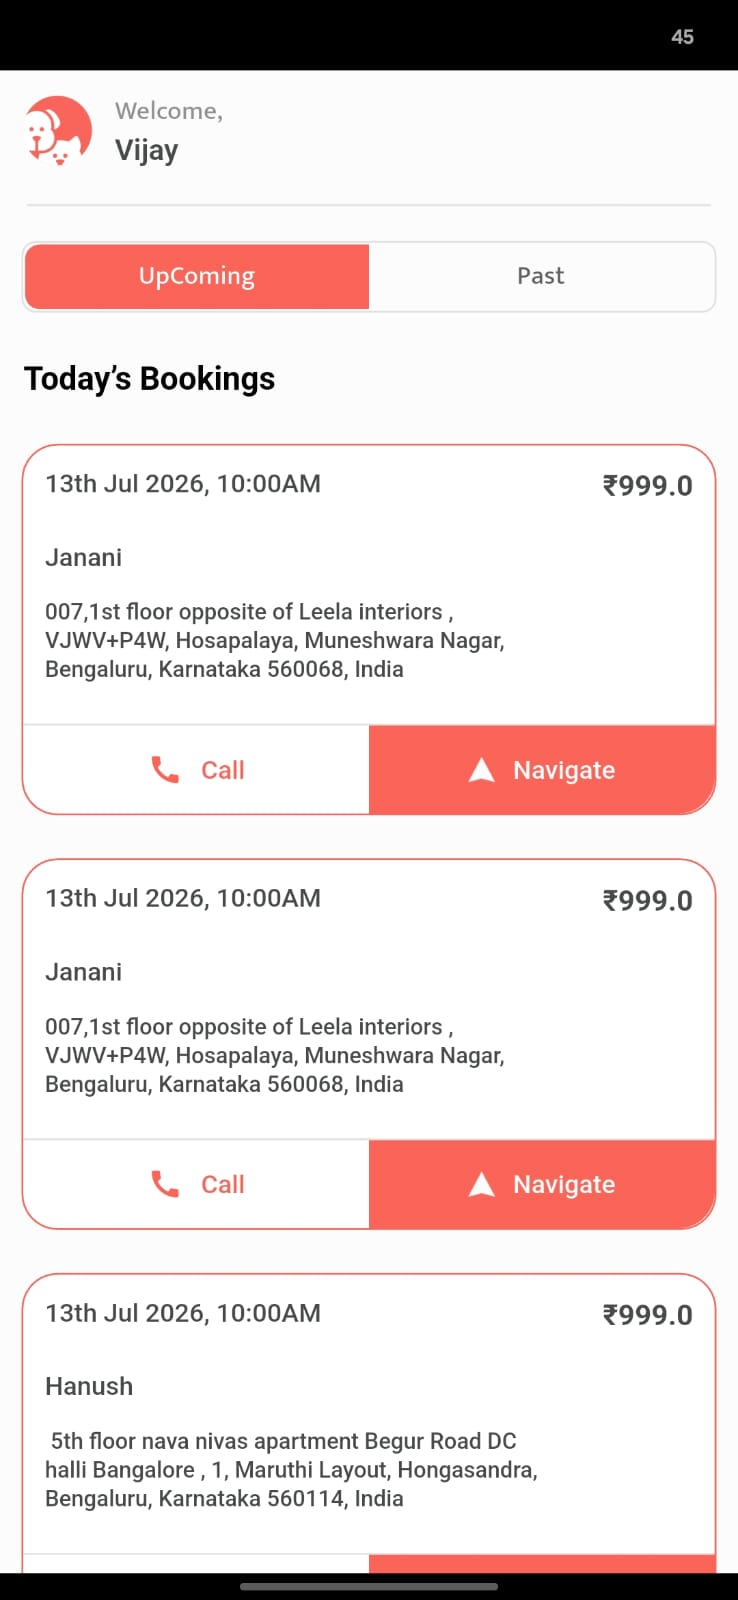 45
Welcome,
Vijay
UpComing
Past
Today’s Bookings
13th Jul 2026, 10:00AM
₹999.0
Janani
007,1st floor opposite of Leela interiors ,
VJWV+P4W, Hosapalaya, Muneshwara Nagar,
Bengaluru, Karnataka 560068, India
Call
Navigate
13th Jul 2026, 10:00AM
₹999.0
Janani
007,1st floor opposite of Leela interiors ,
VJWV+P4W, Hosapalaya, Muneshwara Nagar,
Bengaluru, Karnataka 560068, India
Call
Navigate
13th Jul 2026, 10:00AM
₹999.0
Hanush
5th floor nava nivas apartment Begur Road DC
halli Bangalore , 1, Maruthi Layout, Hongasandra,
Bengaluru, Karnataka 560114, India